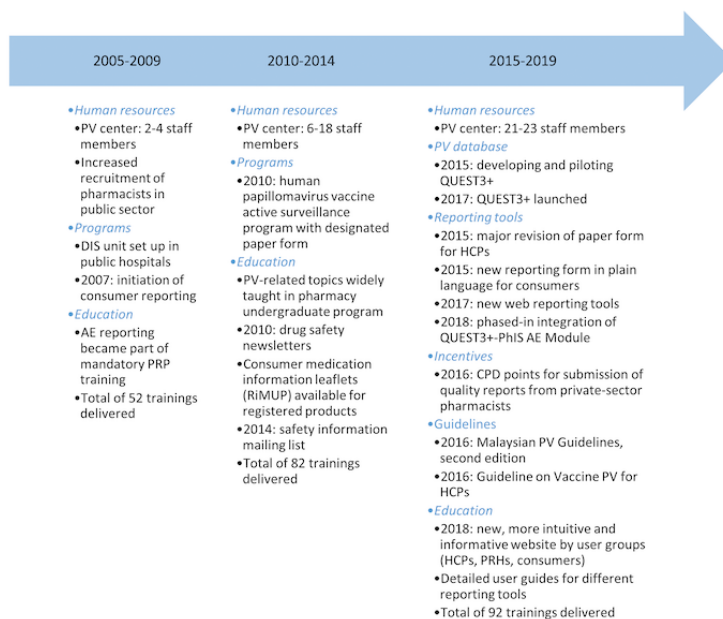 2005-2009
2010-2014
2015-2019
•Human resources
•PV center: 2-4 staff
members
•Increased
recruitment of
pharmacists in
public sector
•Programs
•DIS unit set up in
public hospitals
•2007: initiation of
consumer reporting
•Education
•AE reporting
became part of
mandatory PRP
training
•Total of 52 trainings
delivered
•Human resources
•PV center: 6-18 staff
members
•Programs
•2010: human
papillomavirus vaccine
active surveillance
program with designated
paper form
•Education
•PV-related topics widely
taught in pharmacy
undergraduate program
•2010: drug safety
newsletters
•Consumer medication
information leaflets
(RiMUP) available for
registered products
•2014: safety information
mailing list
•Total of 82 trainings
delivered
•Human resources
•PV center: 21-23 staff members
•PV database
•2015: developing and piloting
QUEST3+
•2017: QUEST3+ launched
•Reporting tools
•2015: major revision of paper form
for HCPs
•2015: new reporting form in plain
language for consumers
•2017: new web reporting tools
•2018: phased-in integration of
QUEST3+-PhIS AE Module
•Incentives
•2016: CPD points for submission of
quality reports from private-sector
pharmacists
•Guidelines
•2016: Malaysian PV Guidelines,
second edition
•2016: Guideline on Vaccine PV for
HCPs
•Education
•2018: new, more intuitive and
informative website by user groups
(HCPs, PRHs, consumers)
•Detailed user guides for different
reporting tools
•Total of 92 trainings delivered